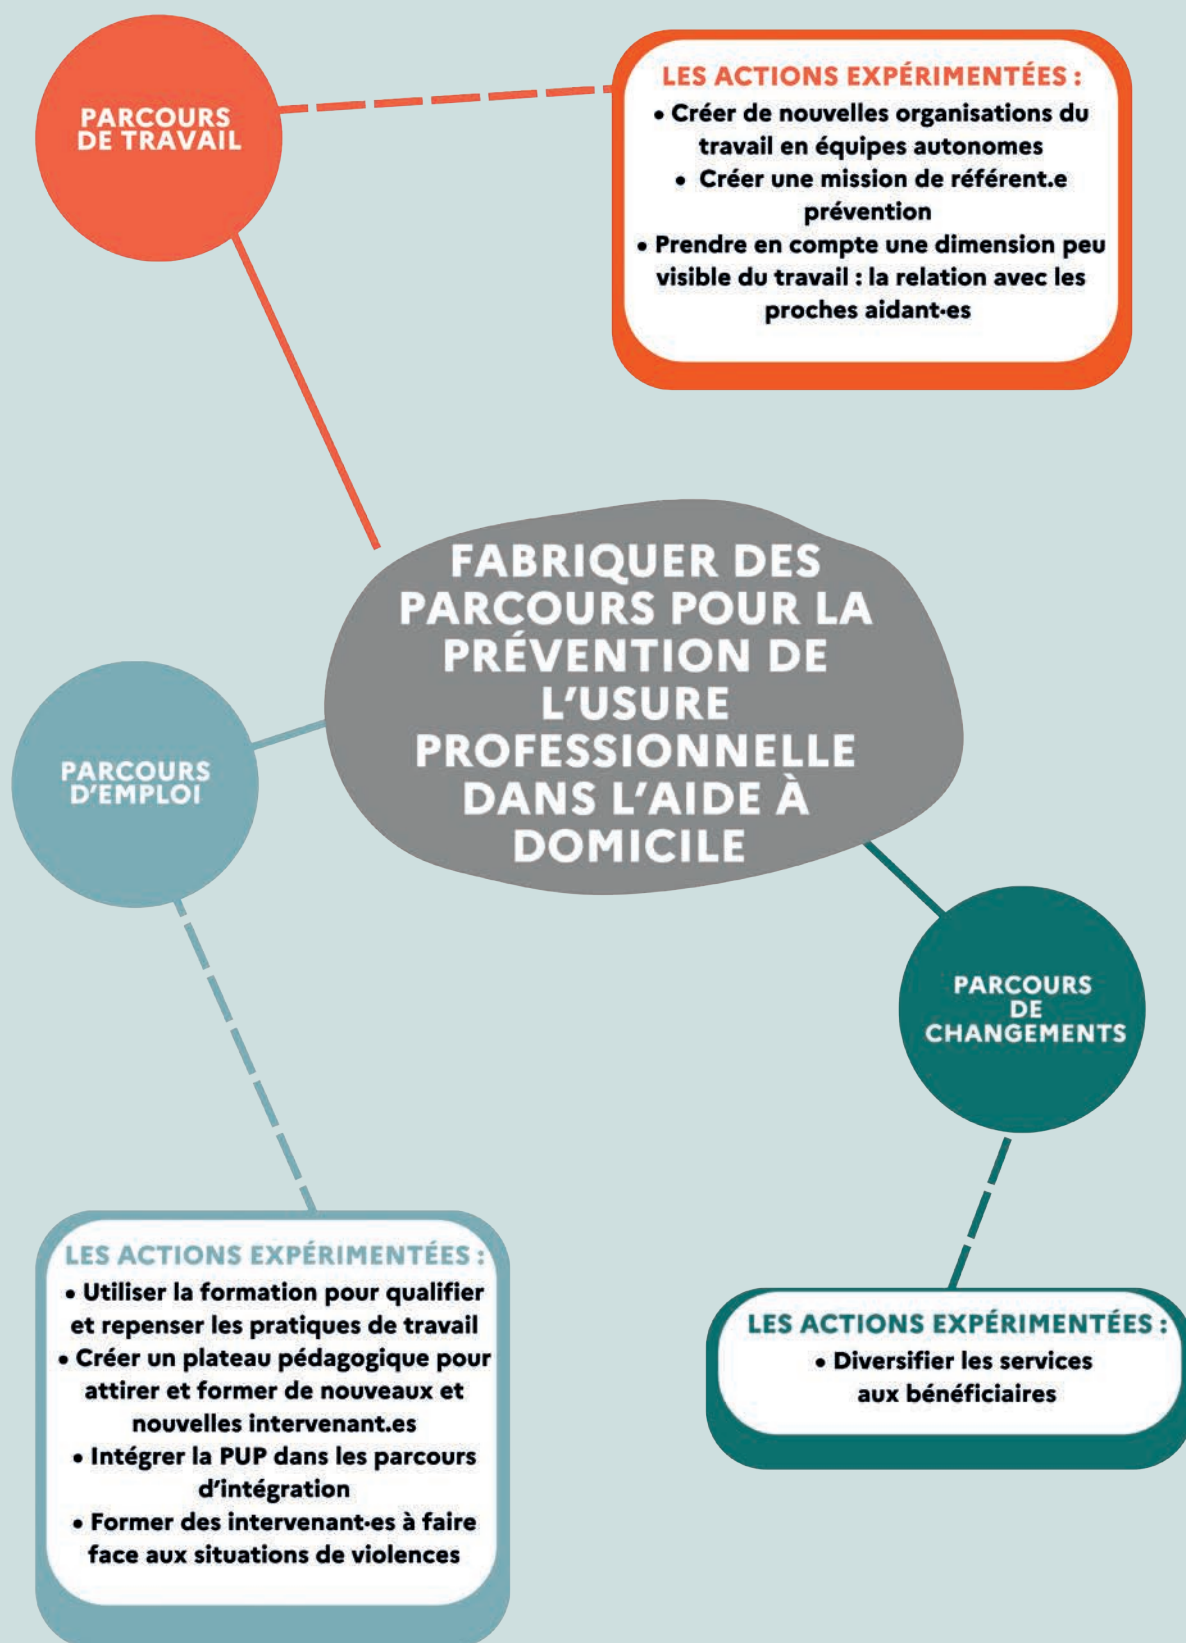 PARCOURS
DE TRAVAIL
LES ACTIONS EXPÉRIMENTÉES :
• Créer de nouvelles organisations du
travail en équipes autonomes
• Créer une mission de référent.e
prévention
• Prendre en compte une dimension peu
visible du travail : la relation avec les
proches aidant·es
FABRIQUER DES
PARCOURS POUR LA
PRÉVENTION DE
L'USURE
PROFESSIONNELLE
DANS L'AIDE À
DOMICILE
PARCOURS
D'EMPLOI
PARCOURS
DE
CHANGEMENTS
LES ACTIONS EXPÉRIMENTÉES :
• Utiliser la formation pour qualifier
et repenser les pratiques de travail
• Créer un plateau pédagogique pour
attirer et former de nouveaux et
nouvelles intervenant.es
• Intégrer la PUP dans les parcours
d'intégration
• Former des intervenant·es à faire
face aux situations de violences
LES ACTIONS EXPÉRIMENTÉES :
• Diversifier les services
aux bénéficiaires